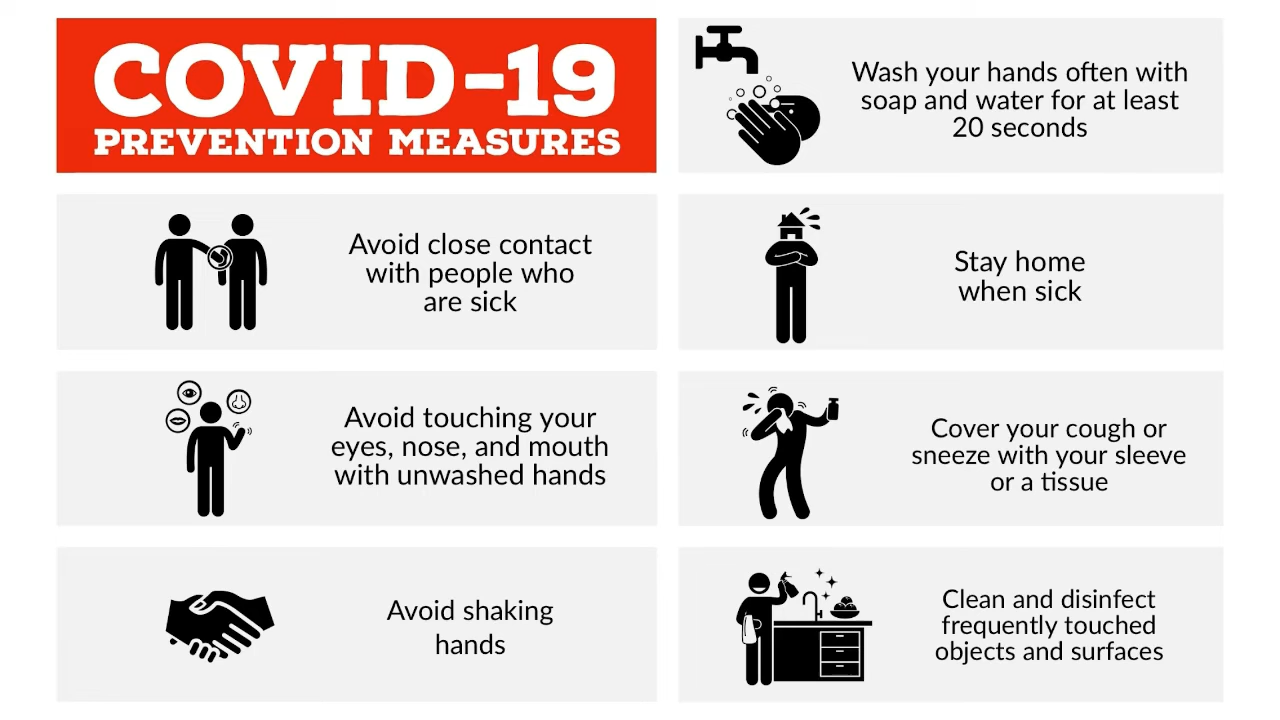 COVID-19
PREVENTION MEASURES
Wash your hands often with
soap and water for at least
20 seconds
Avoid close contact
with people who
are sick
Stay home
when sick
Avoid touching your
eyes, nose, and mouth
with unwashed hands
Cover your cough or
sneeze with your sleeve
or a tissue
Avoid shaking
hands
Clean and disinfect
frequently touched
objects and surfaces